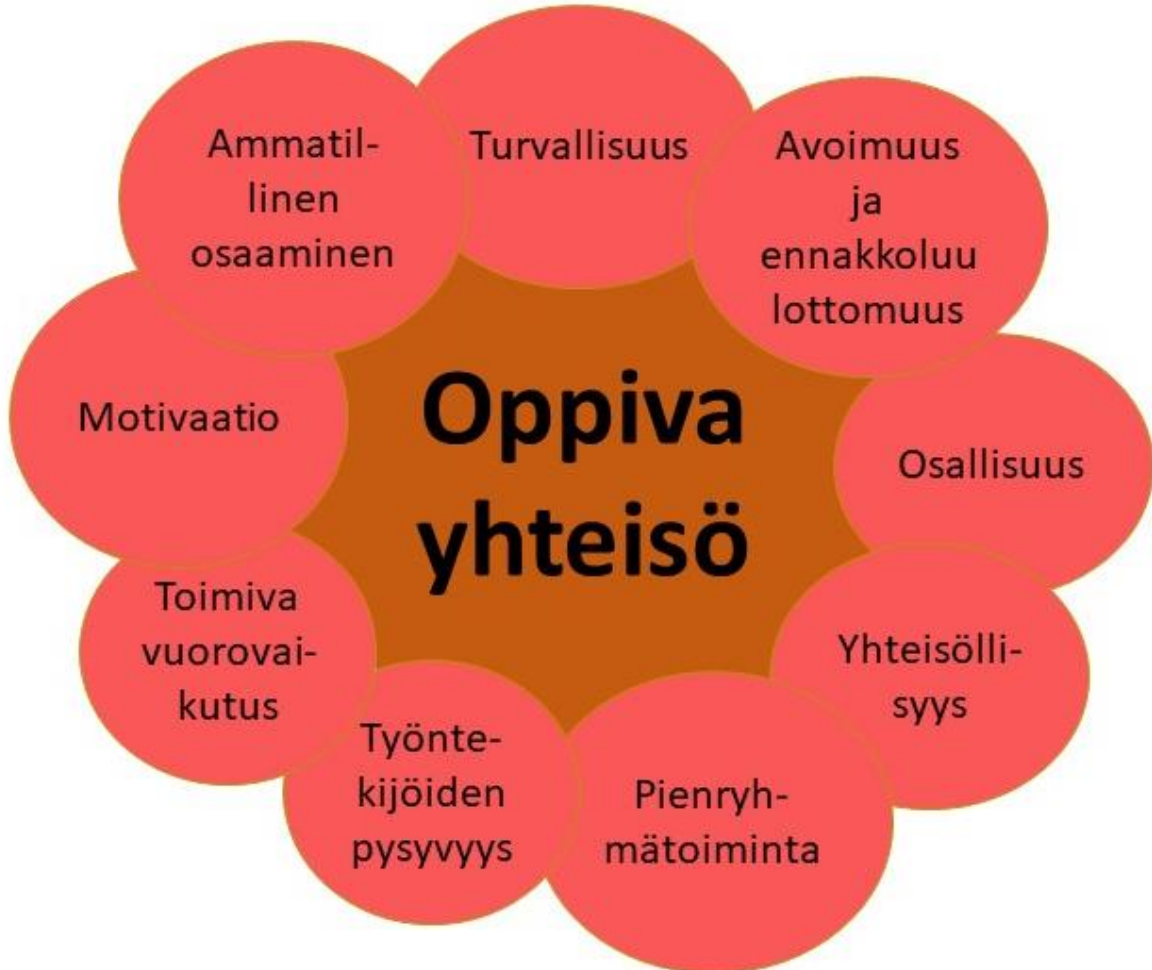 Turvallisuus
Avoimuus
ja
ennakkoluu
lottomuus
Osallisuus
Yhteisölli-
syys
Pienryh-
mätoiminta
Työnte-
kijöiden
pysyvyys
Toimiva
vuorovai-
kutus
Motivaatio
Ammatil-
linen
osaaminen
Oppiva
yhteisö